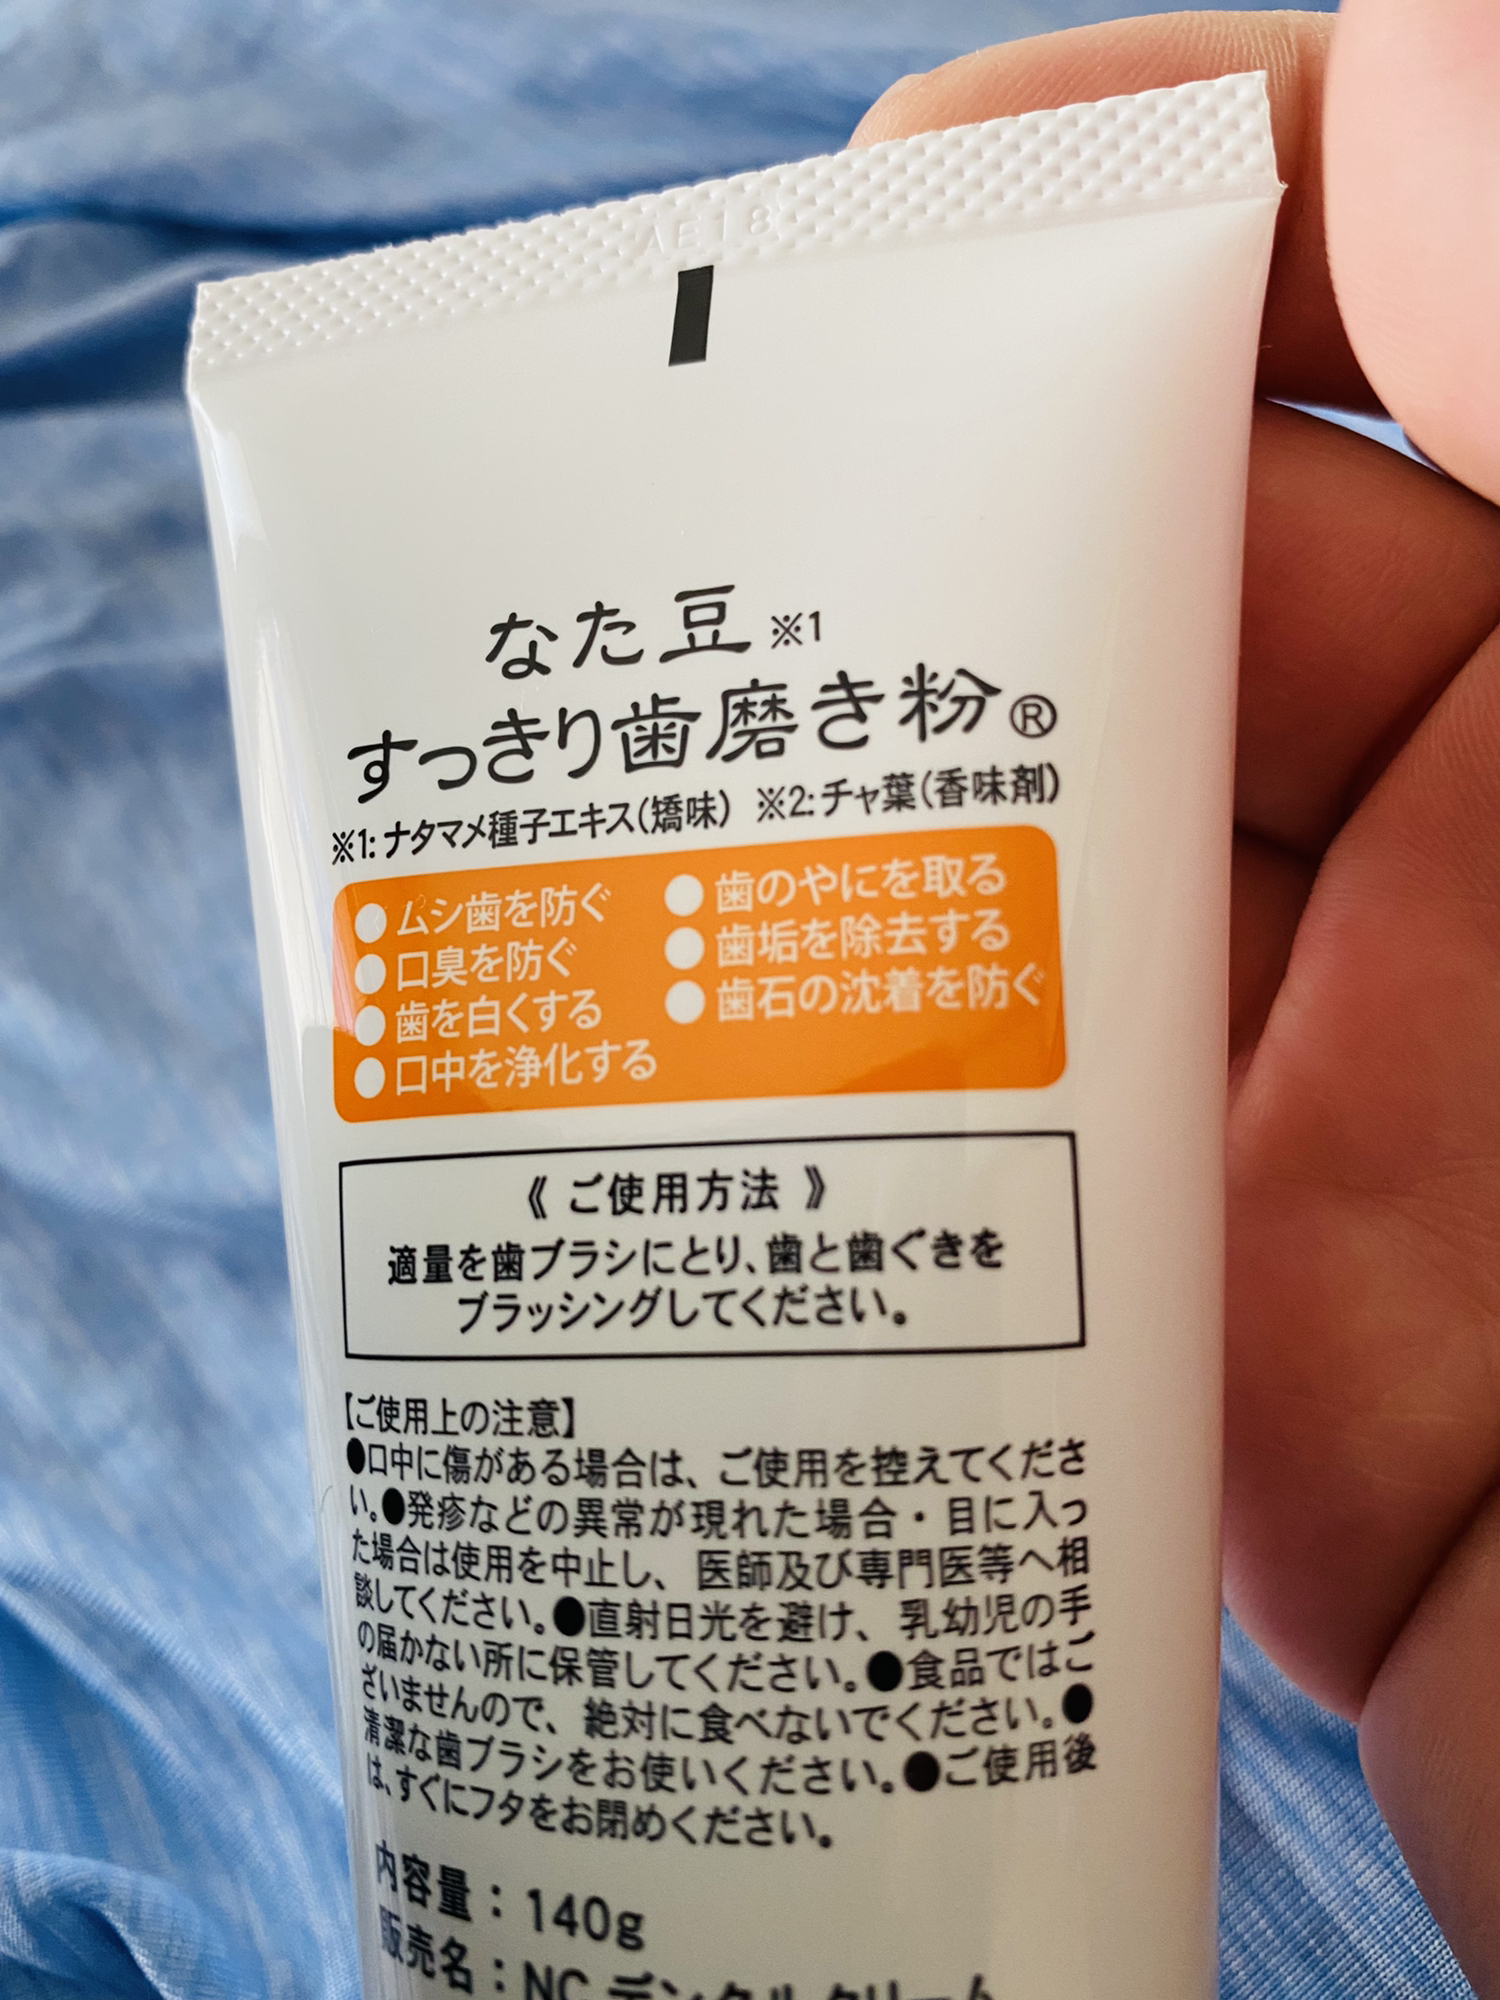 AE18
なた豆※1
すっきり歯磨き粉®
※1:ナタマメ種子エキス(矯味) ※2:チャ葉(香味剤)
●ムシ歯を防ぐ
●口臭を防ぐ
●歯を白くする
●口中を浄化する
●歯のやにを取る
●歯垢を除去する
●歯石の沈着を防ぐ
《ご使用方法》
適量を歯ブラシにとり、歯と歯ぐきを
ブラッシングしてください。
【ご使用上の注意】
●口中に傷がある場合は、ご使用を控えてくださ
い。●発疹などの異常が現れた場合・目に入っ
た場合は使用を中止し、医師及び専門医等へ相
談してください。●直射日光を避け、乳幼児の手
の届かない所に保管してください。●食品ではご
ざいませんので、絶対に食べないでください。●
清潔な歯ブラシをお使いください。●ご使用後
は、すぐにフタをお閉めください。
内容量：140g
販売名：NC デンタルクリーム